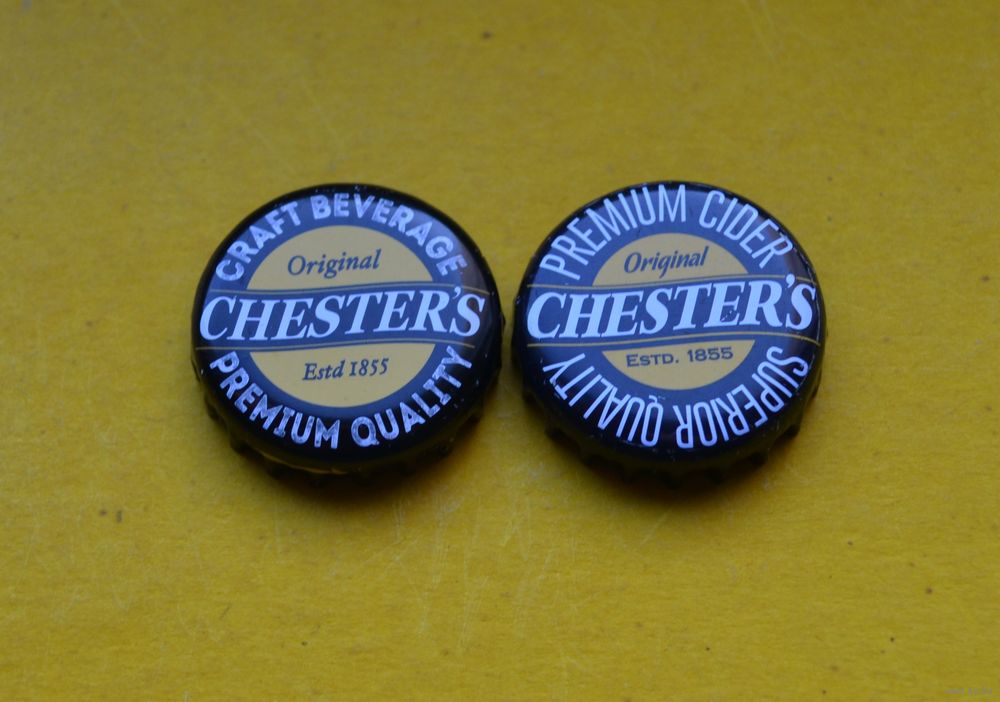 CRAFT BEVERAGE
Original
CHESTER'S
Estd 1855
PREMIUM QUALITY
PREMIUM CIDER
Original
CHESTER'S
ESTD. 1855
SUPERIOR QUALITY